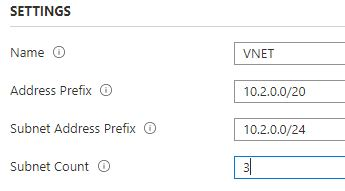 SETTINGS
Name VNET
Address Prefix 10.2.0.0/20
Subnet Address Prefix 10.2.0.0/24
Subnet Count 3